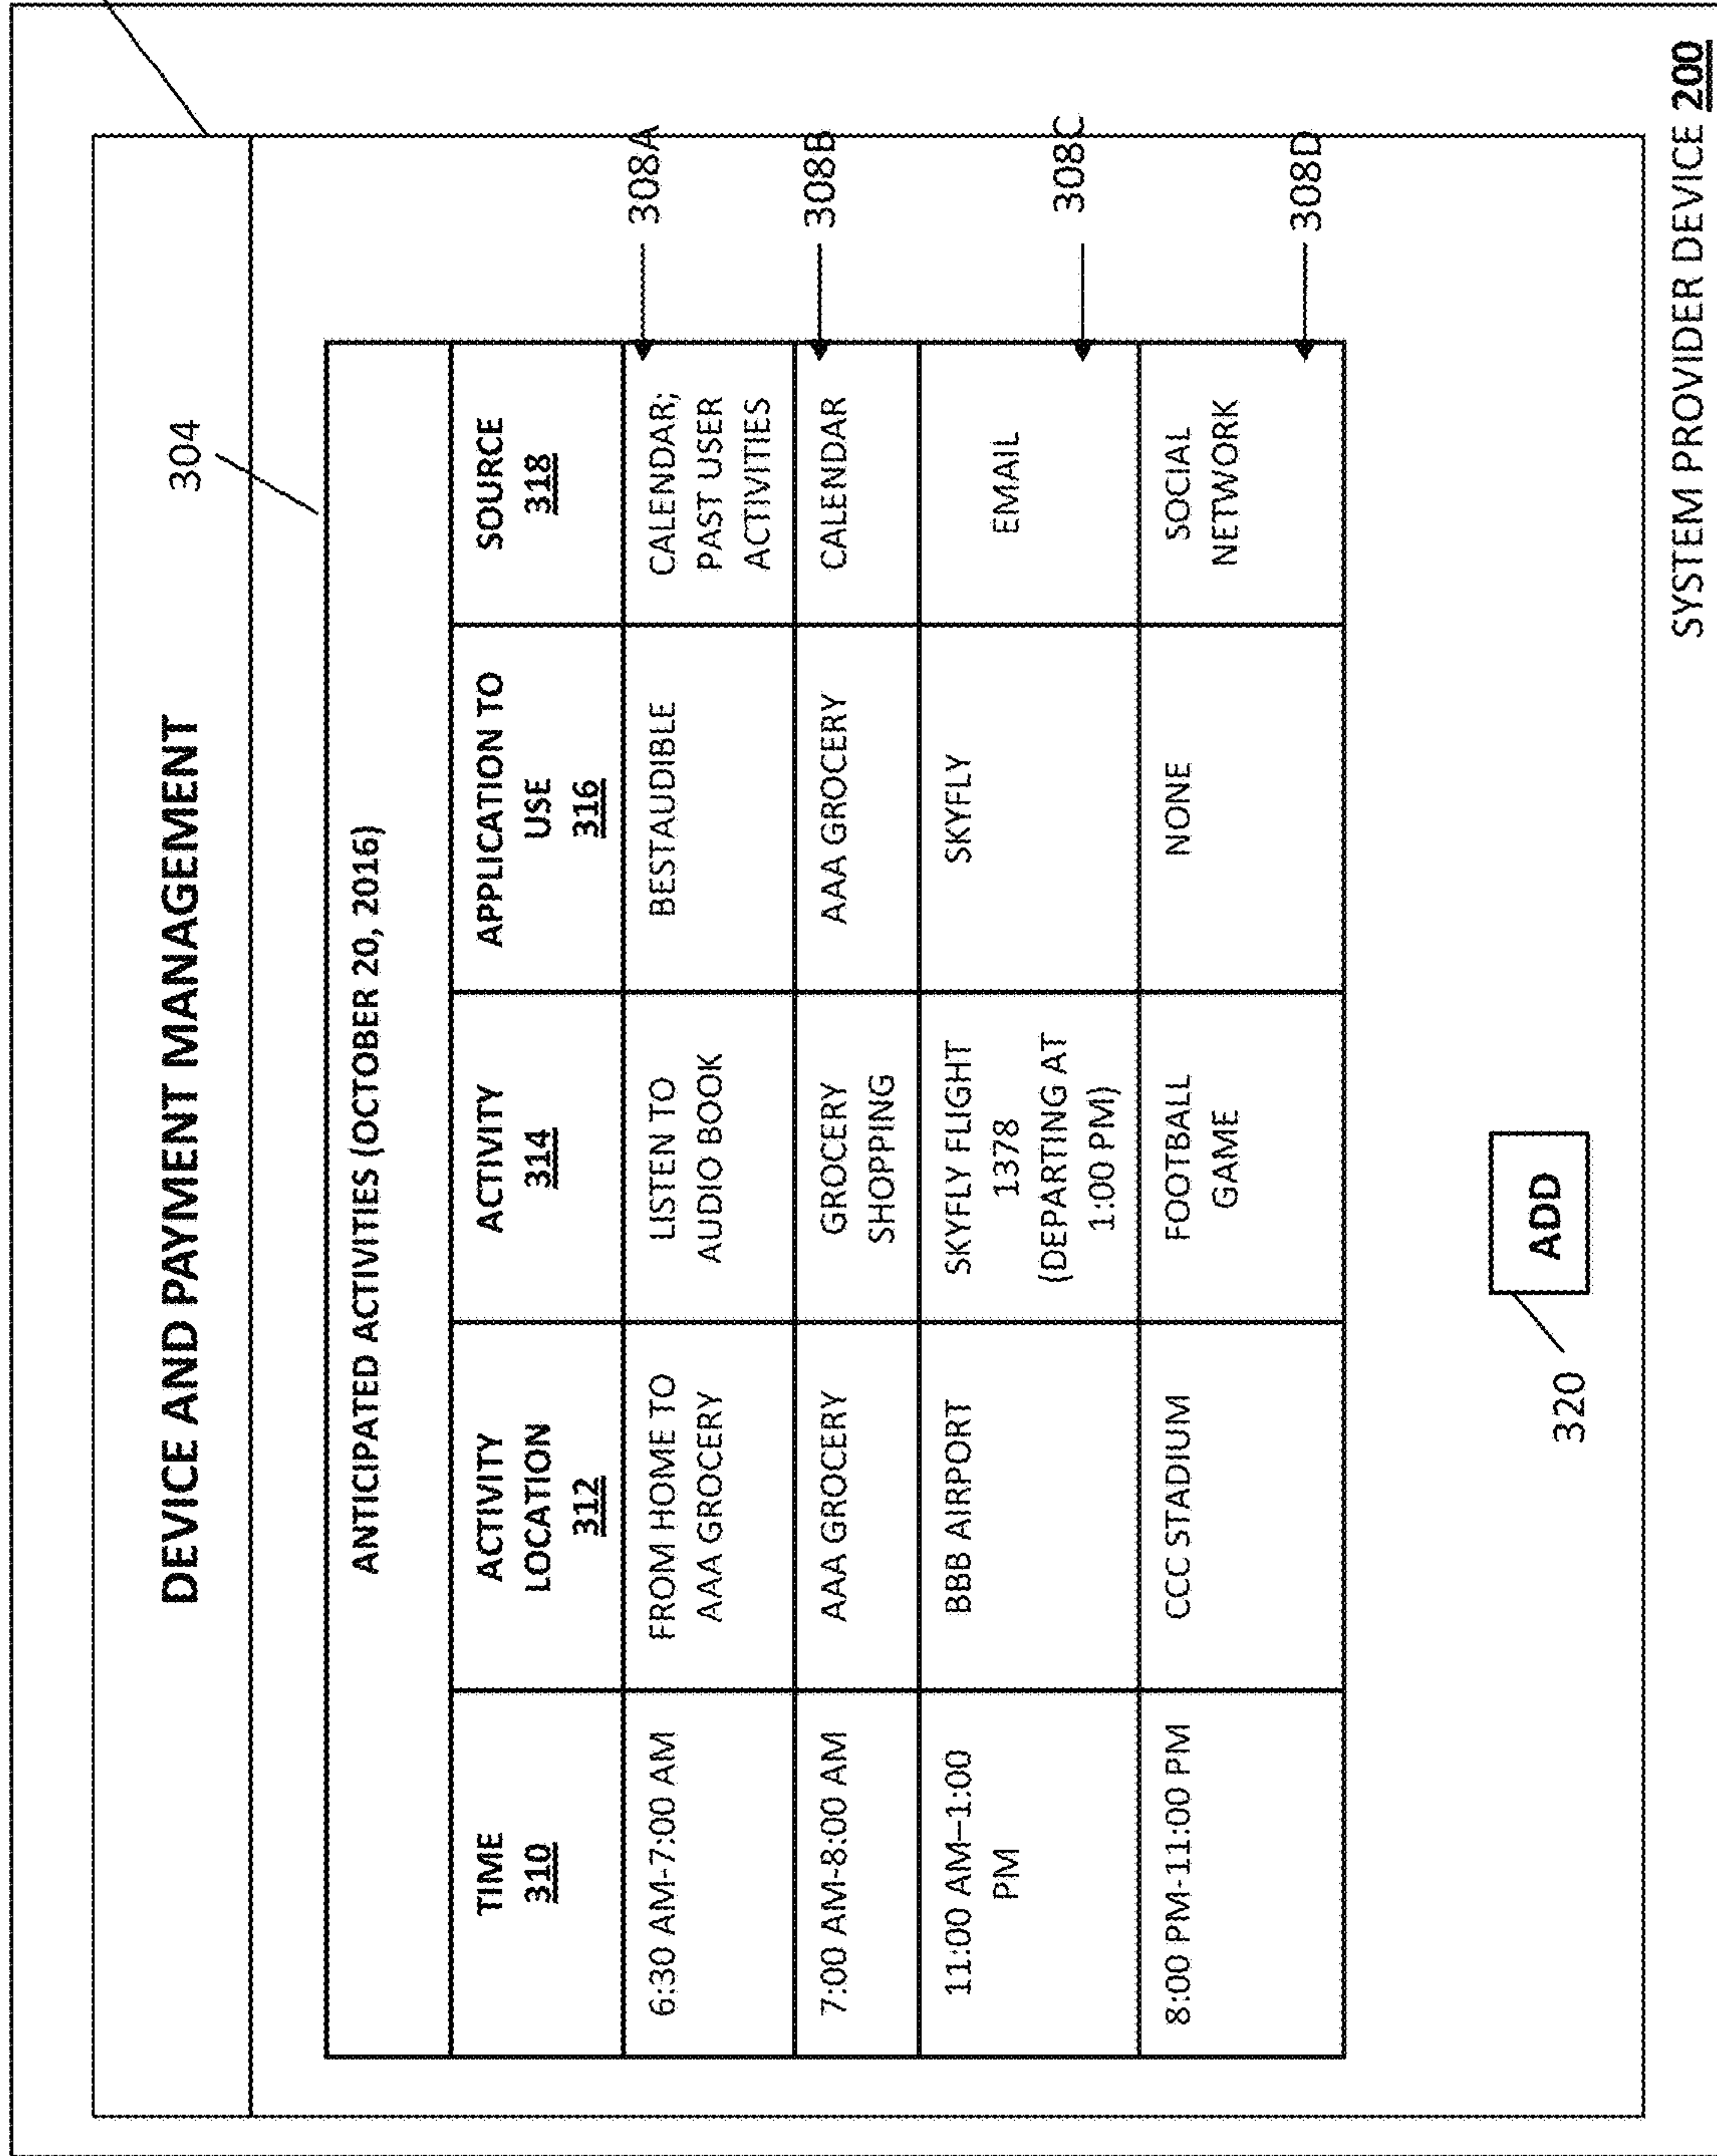 DEVICE AND PAYMENT MANAGEMENT
304
ANTICIPATED ACTIVITIES (OCTOBER 20, 2016)
TIME
310
ACTIVITY
LOCATION
312
ACTIVITY
314
APPLICATION TO
USE
316
SOURCE
318
6:30 AM-7:00 AM
FROM HOME TO
AAA GROCERY
LISTEN TO
AUDIO BOOK
BESTAUDIBLE
CALENDAR;
PAST USER
ACTIVITIES
308A
7:00 AM-8:00 AM
AAA GROCERY
GROCERY
SHOPPING
AAA GROCERY
CALENDAR
308B
11:00 AM–1:00
PM
BBB AIRPORT
SKYFLY FLIGHT
1378
(DEPARTING AT
1:00 PM)
SKYFLY
EMAIL
308C
8:00 PM-11:00 PM
CCC STADIUM
FOOTBALL
GAME
NONE
SOCIAL
NETWORK
308D
320
ADD
SYSTEM PROVIDER DEVICE 200